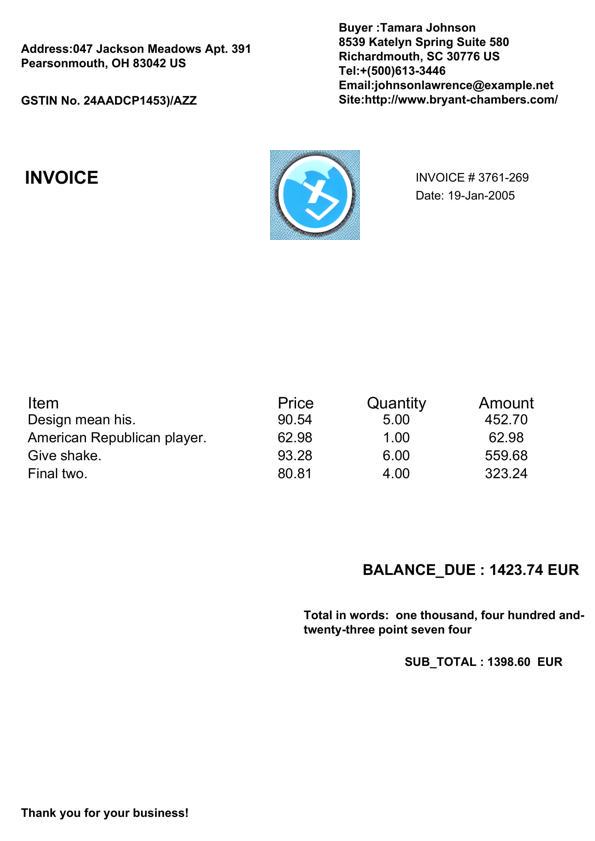 Address:047 Jackson Meadows Apt. 391
Pearsonmouth, OH 83042 US
GSTIN No. 24AADCP1453)/AZZ
Buyer :Tamara Johnson
8539 Katelyn Spring Suite 580
Richardmouth, SC 30776 US
Tel:+(500)613-3446
Email:johnsonlawrence@example.net
Site:http://www.bryant-chambers.com/
INVOICE
INVOICE # 3761-269
Date: 19-Jan-2005
Item Price Quantity Amount
Design mean his. 90.54 5.00 452.70
American Republican player. 62.98 1.00 62.98
Give shake. 93.28 6.00 559.68
Final two. 80.81 4.00 323.24
BALANCE_DUE : 1423.74 EUR
Total in words: one thousand, four hundred and-
twenty-three point seven four
SUB_TOTAL : 1398.60 EUR
Thank you for your business!